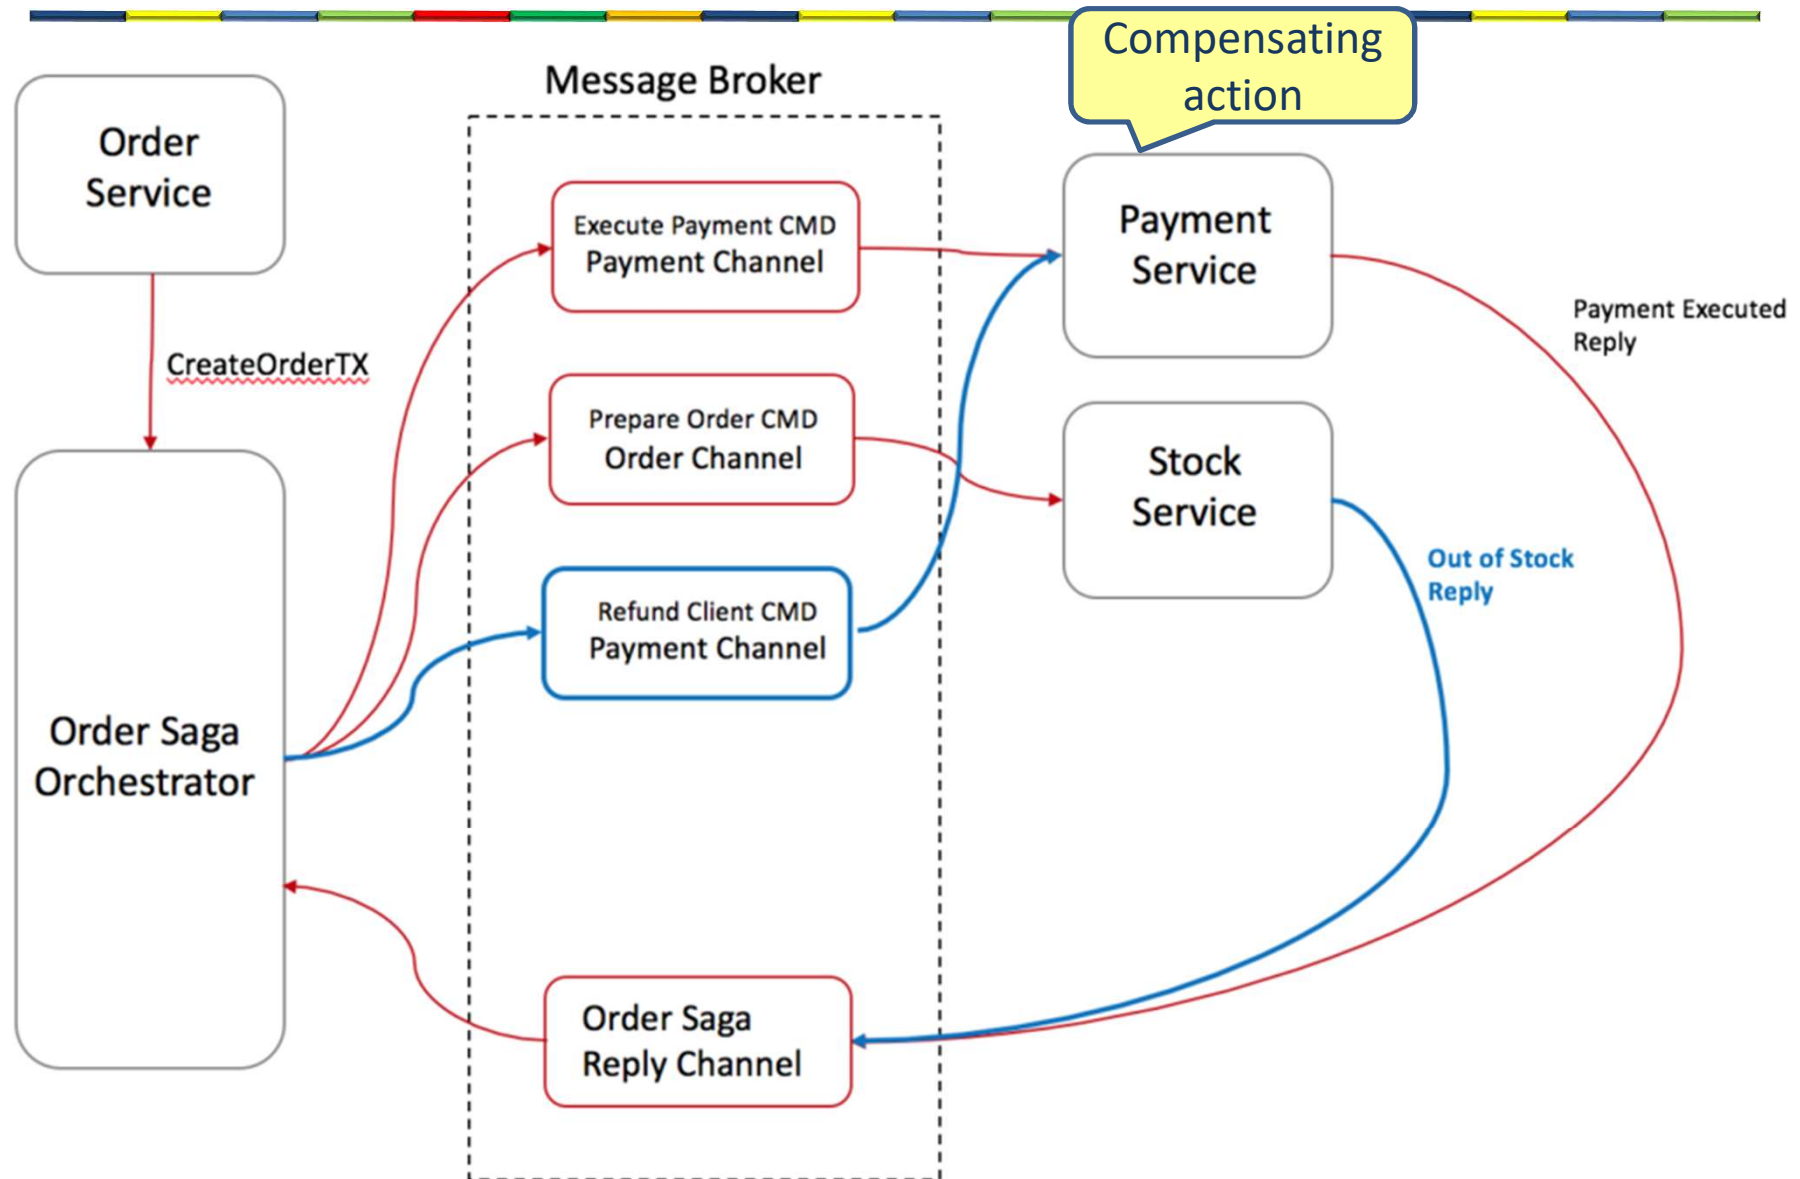 Compensating
action
Message Broker
Order
Service
Execute Payment CMD
Payment Channel
Payment
Service
Payment Executed
Reply
CreateOrderTX
Prepare Order CMD
Order Channel
Stock
Service
Out of Stock
Reply
Refund Client CMD
Payment Channel
Order Saga
Orchestrator
Order Saga
Reply Channel